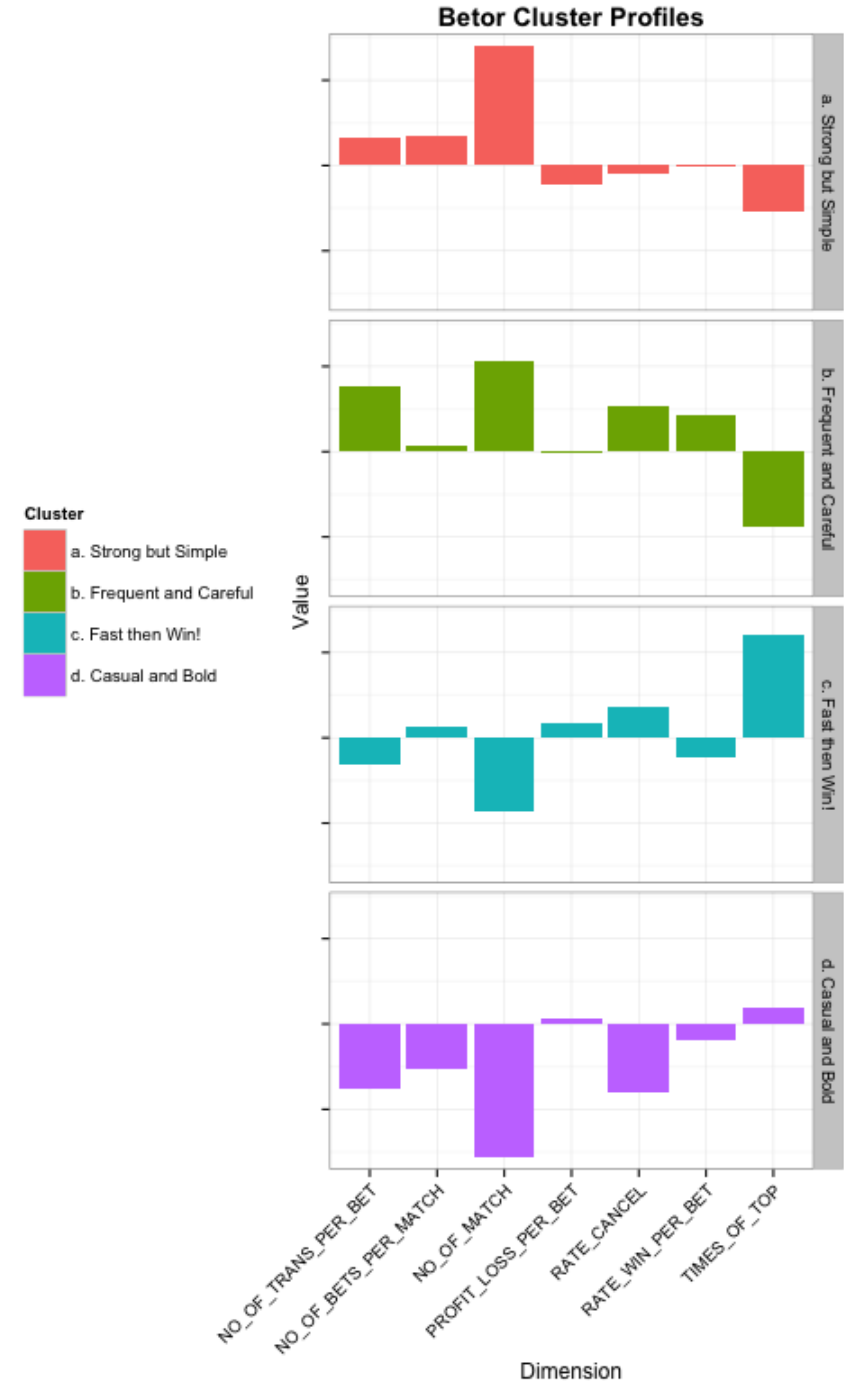 Betor Cluster Profiles
a. Strong but Simple
b. Frequent and Careful
c. Fast then Win!
d. Casual and Bold
Cluster
a. Strong but Simple
b. Frequent and Careful
c. Fast then Win!
d. Casual and Bold
Value
NO_OF_TRANS_PER_BET
NO_OF_BETS_PER_MATCH
NO_OF_MATCH
PROFIT_LOSS_PER_BET
RATE_CANCEL
RATE_WIN_PER_BET
TIMES_OF_TOP
Dimension